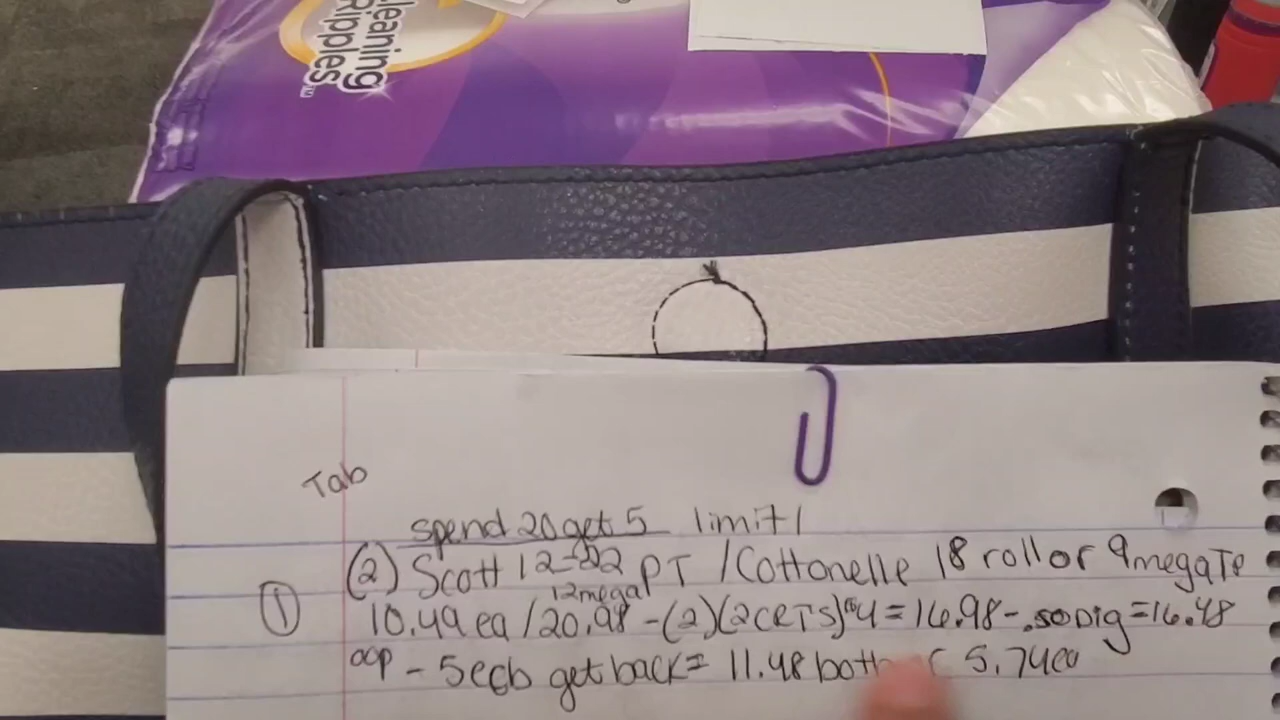 Cleaning
Ripples™
Tab
spend 20 get 5 limit 1
(2) Scott 12-22 PT / Cottonelle 18 roll or 9 mega TP
12 mega
① 10.49 ea / 20.98 - (2) (2 CRTS) 4 = 16.98 - .50 Dig = 16.48
oop - 5 ecb get back = 11.48 both 5.74 ea